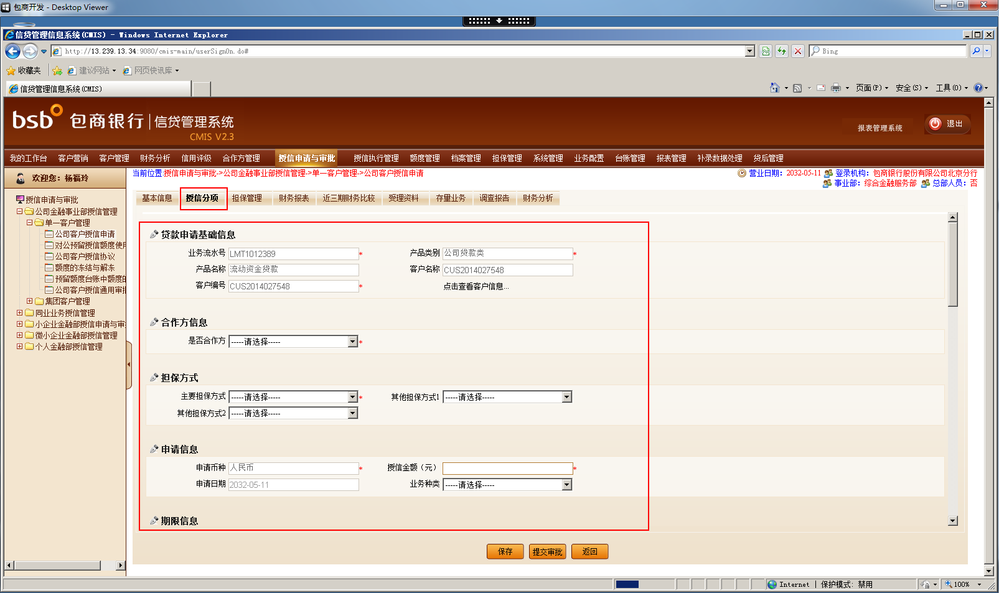 包商开发 - Desktop Viewer
信贷管理信息系统(CMIS) - Windows Internet Explorer
http://13.239.13.34:9080/cmis-main/userSignOn.do#
Bing
收藏夹 建议网站 网页快讯库
信贷管理信息系统(CMIS)
页面(P) 安全(S) 工具(O)
bsb 包商银行 | 信贷管理系统
CMIS V2.3
报表管理系统 退出
我的工作台 客户营销 客户管理 财务分析 信用评级 合作方管理 授信申请与审批 授信执行管理 额度管理 档案管理 担保管理 系统管理 业务配置 台账管理 报表管理 补录数据处理 贷后管理
欢迎您：杨福玲
当前位置:授信申请与审批->公司金融事业部授信管理->单一客户管理->公司客户授信申请
营业日期：2032-05-11 登录机构：包商银行股份有限公司北京分行
事业部：综合金融服务部 总部人员：否
授信申请与审批
公司金融事业部授信管理
单一客户管理
公司客户授信申请
对公预留授信额度使用
公司客户授信协议
额度的冻结与解冻
预留额度台账中额度的
公司客户授信通用审批
集团客户管理
同业业务授信管理
小企业金融部授信申请与审批
微小企业金融部授信管理
个人金融部授信管理
基本信息 授信分项 担保管理 财务报表 近三期财务比较 受理资料 存量业务 调查报告 财务分析
贷款申请基础信息
业务流水号 LMT1012389 * 产品类别 公司贷款类 *
产品名称 流动资金贷款 客户名称 CUS2014027548
客户编号 CUS2014027548 * 点击查看客户信息...
合作方信息
是否合作方 -----请选择----- *
担保方式
主要担保方式 -----请选择----- * 其他担保方式1 -----请选择-----
其他担保方式2 -----请选择-----
申请信息
申请币种 人民币 * 授信金额（元） *
申请日期 2032-05-11 业务种类 -----请选择-----
期限信息
保存 提交审批 返回
Internet | 保护模式: 禁用 100%